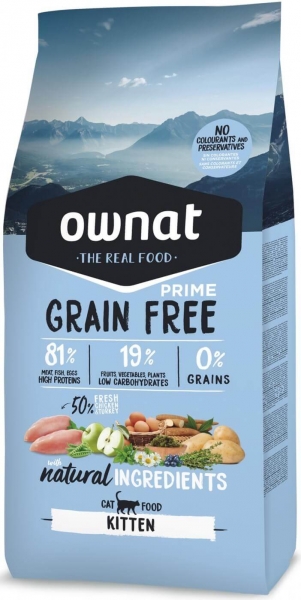 NO
COLOURANTS AND
PRESERVATIVES
ownat
·THE REAL FOOD·
PRIME
GRAIN FREE
81% 19% 0%
MEAT, FISH, EGGS FRUITS, VEGETABLES, PLANTS GRAINS
HIGH PROTEINS LOW CARBOHYDRATES
50% FRESH
CHICKEN
&TURKEY
with natural INGREDIENTS
CAT FOOD
KITTEN